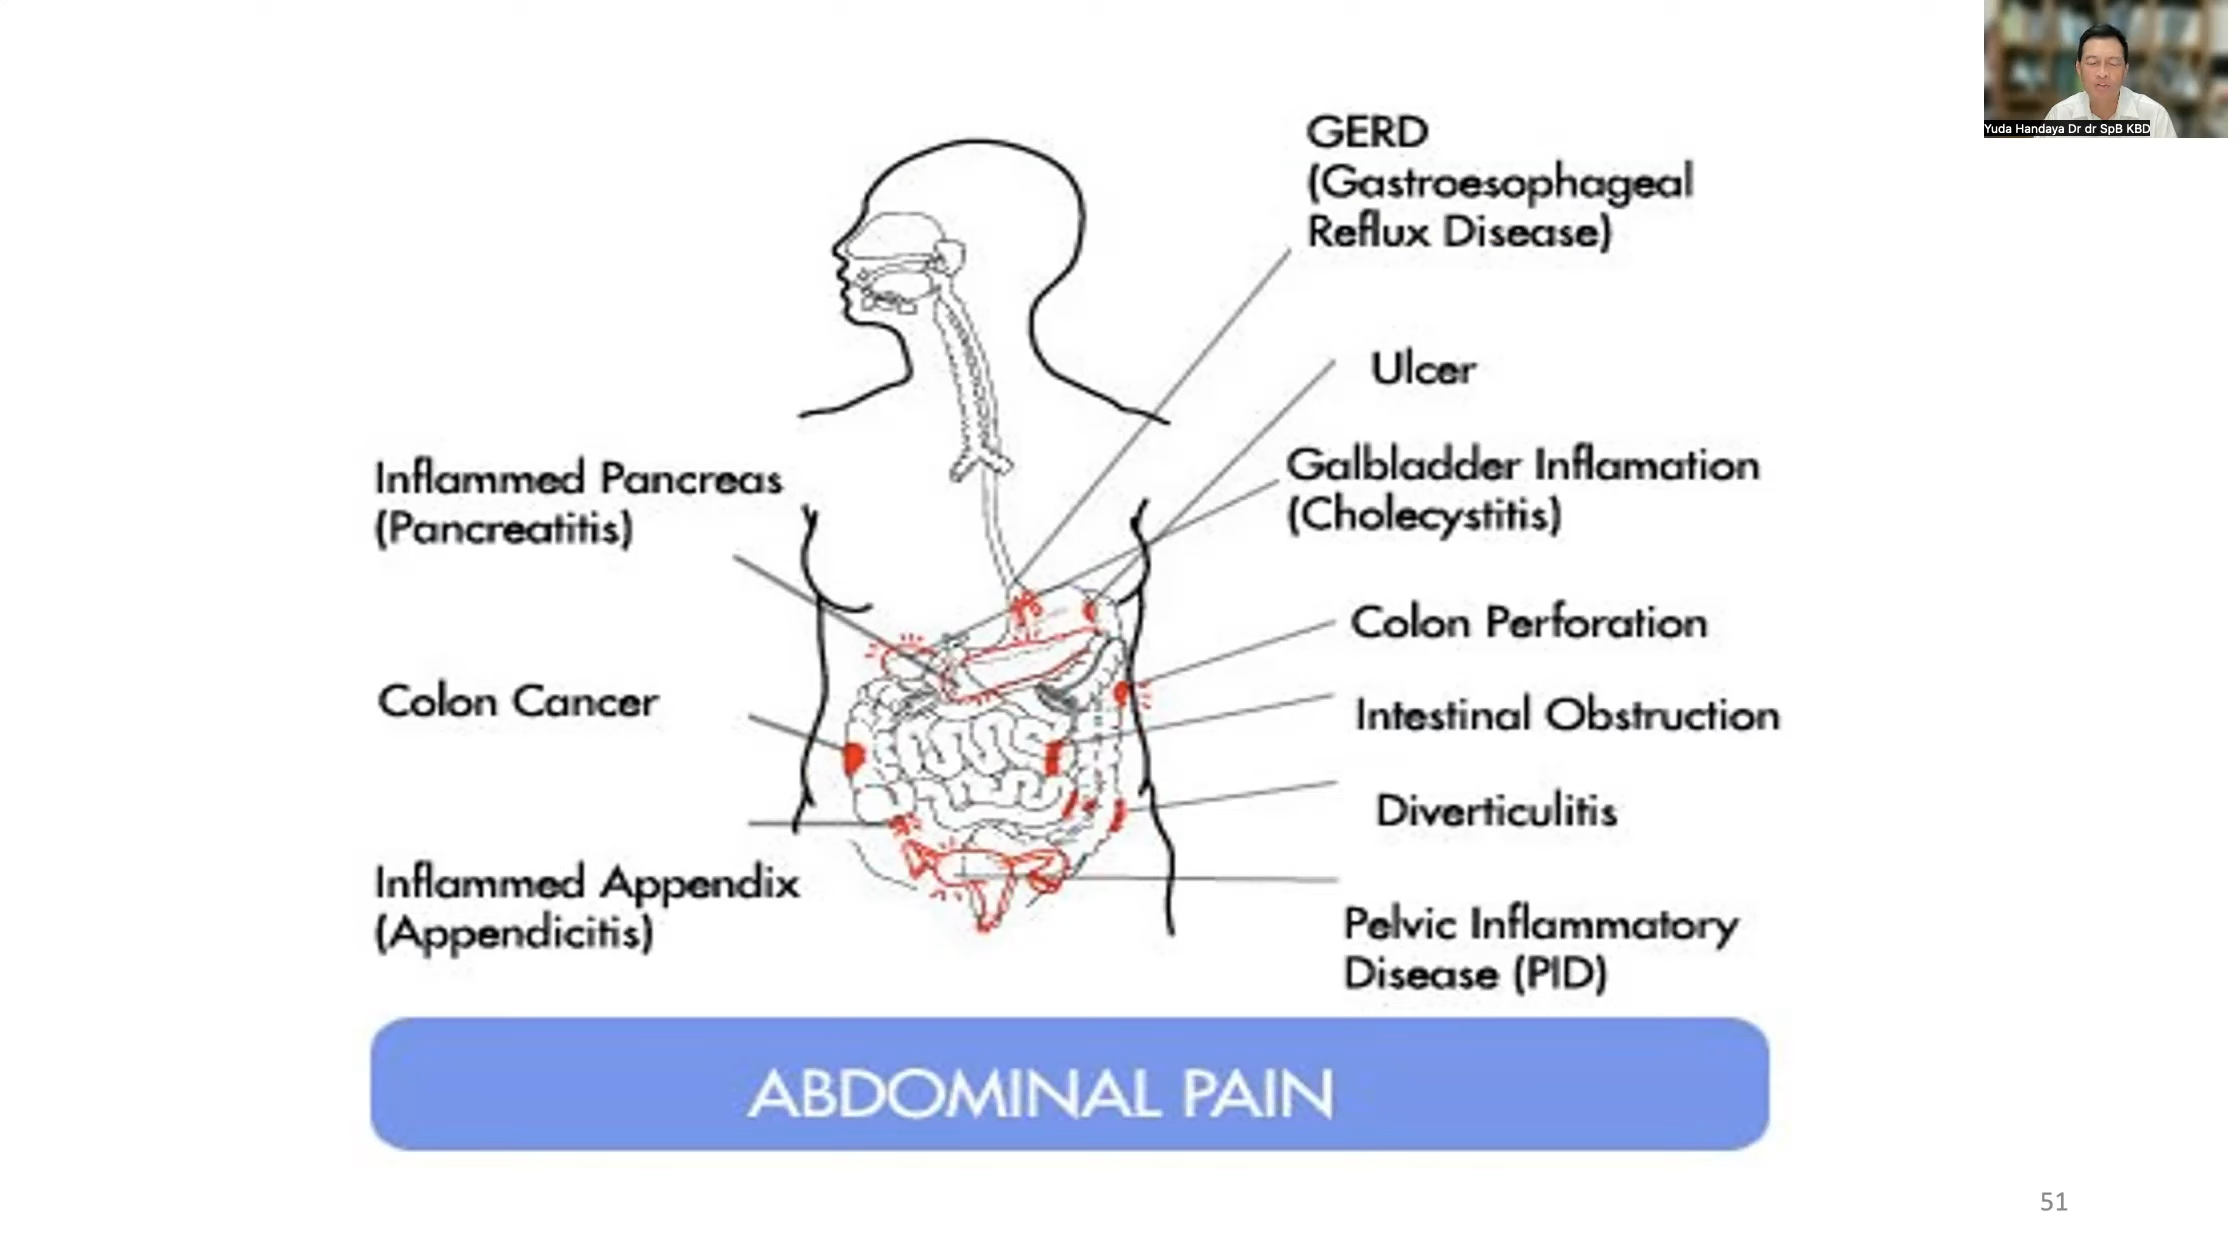 Yuda Handaya Dr dr SpB KBD
GERD
(Gastroesophageal
Reflux Disease)
Ulcer
Galbladder Inflamation
(Cholecystitis)
Inflammed Pancreas
(Pancreatitis)
Colon Perforation
Colon Cancer
Intestinal Obstruction
Diverticulitis
Inflammed Appendix
(Appendicitis)
Pelvic Inflammatory
Disease (PID)
ABDOMINAL PAIN
51